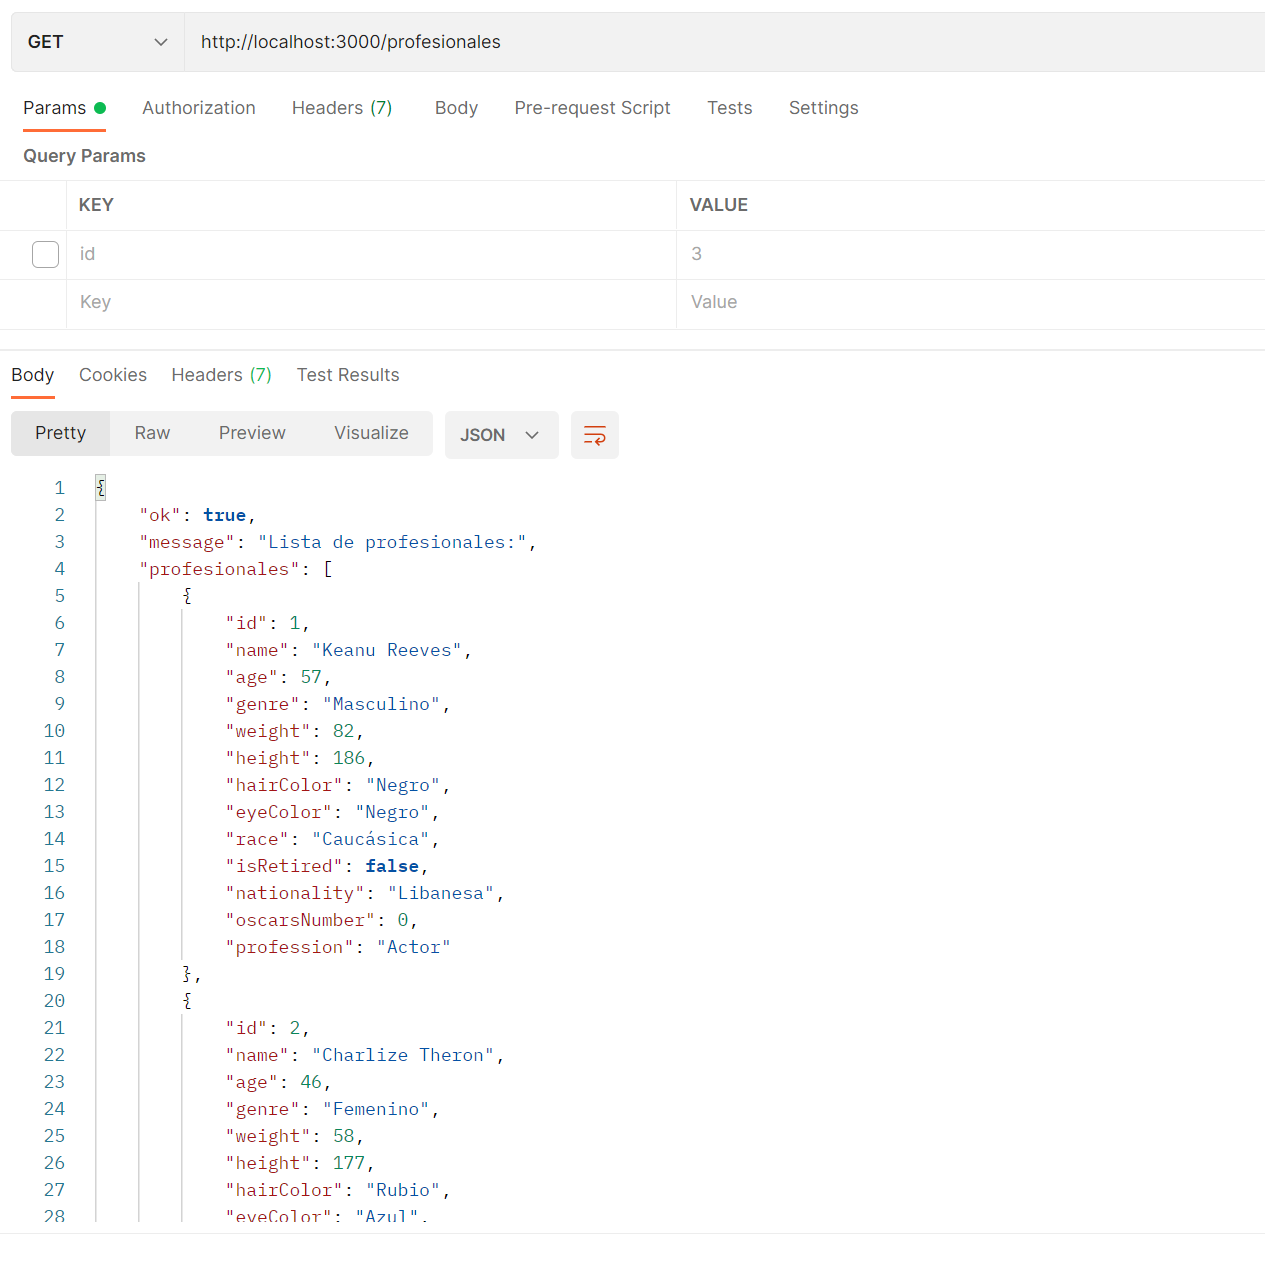 GET http://localhost:3000/profesionales
Params Authorization Headers (7) Body Pre-request Script Tests Settings
Query Params
KEY VALUE
id 3
Key Value
Body Cookies Headers (7) Test Results
Pretty Raw Preview Visualize JSON
1 {
2 "ok": true,
3 "message": "Lista de profesionales:",
4 "profesionales": [
5 {
6 "id": 1,
7 "name": "Keanu Reeves",
8 "age": 57,
9 "genre": "Masculino",
10 "weight": 82,
11 "height": 186,
12 "hairColor": "Negro",
13 "eyeColor": "Negro",
14 "race": "Caucásica",
15 "isRetired": false,
16 "nationality": "Libanesa",
17 "oscarsNumber": 0,
18 "profession": "Actor"
19 },
20 {
21 "id": 2,
22 "name": "Charlize Theron",
23 "age": 46,
24 "genre": "Femenino",
25 "weight": 58,
26 "height": 177,
27 "hairColor": "Rubio",
28 "eyeColor": "Azul",